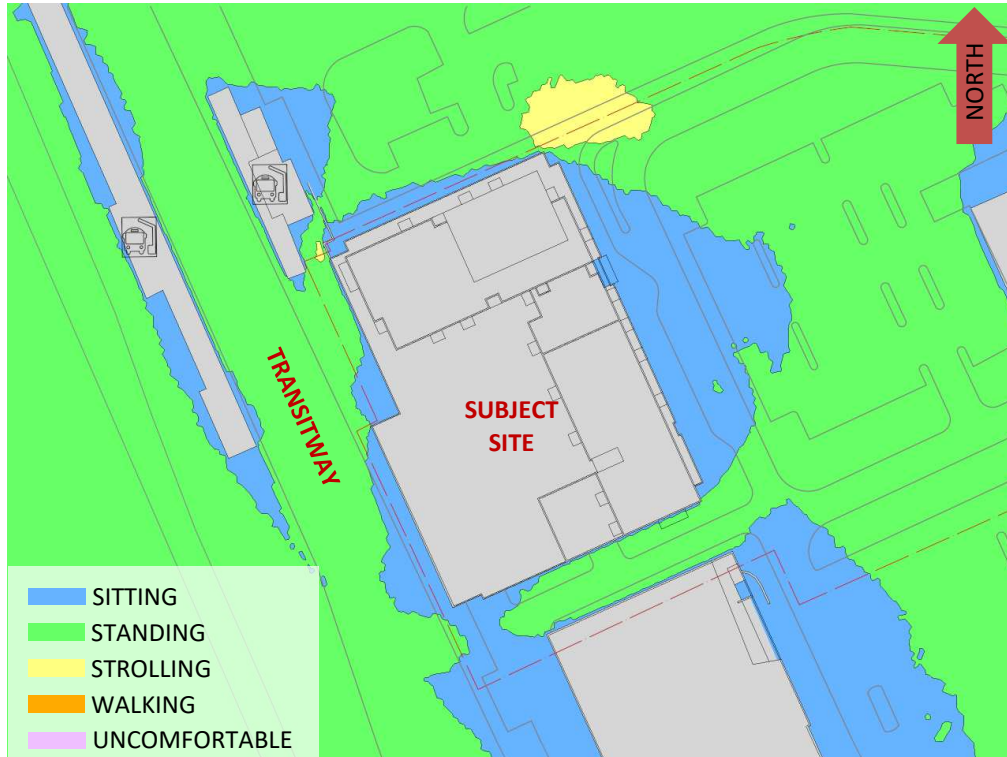 NORTH
TRANSITWAY
SUBJECT
SITE
SITTING
STANDING
STROLLING
WALKING
UNCOMFORTABLE